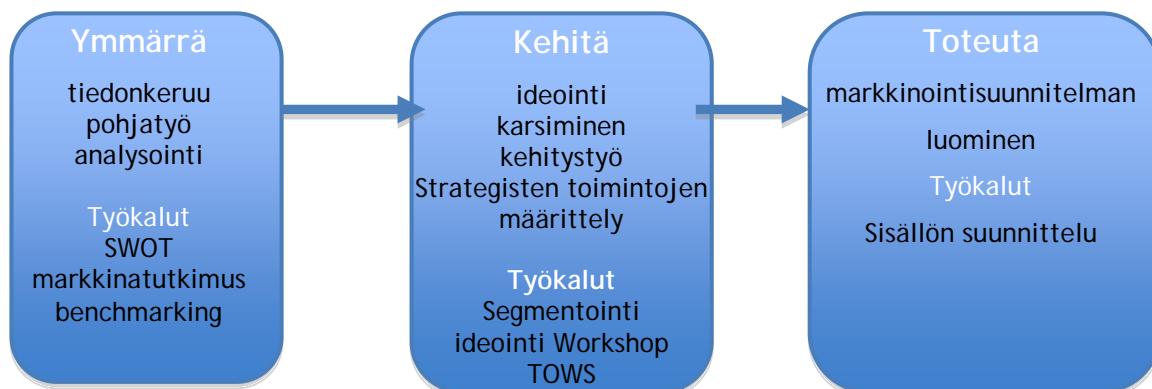 Ymmärrä
tiedonkeruu
pohjatyö
analysointi
Työkalut
SWOT
markkinatutkimus
benchmarking
Kehitä
ideointi
karsiminen
kehitystyö
Strategisten toimintojen
määrittely
Työkalut
Segmentointi
ideointi Workshop
TOWS
Toteuta
markkinointisuunnitelman
luominen
Työkalut
Sisällön suunnittelu